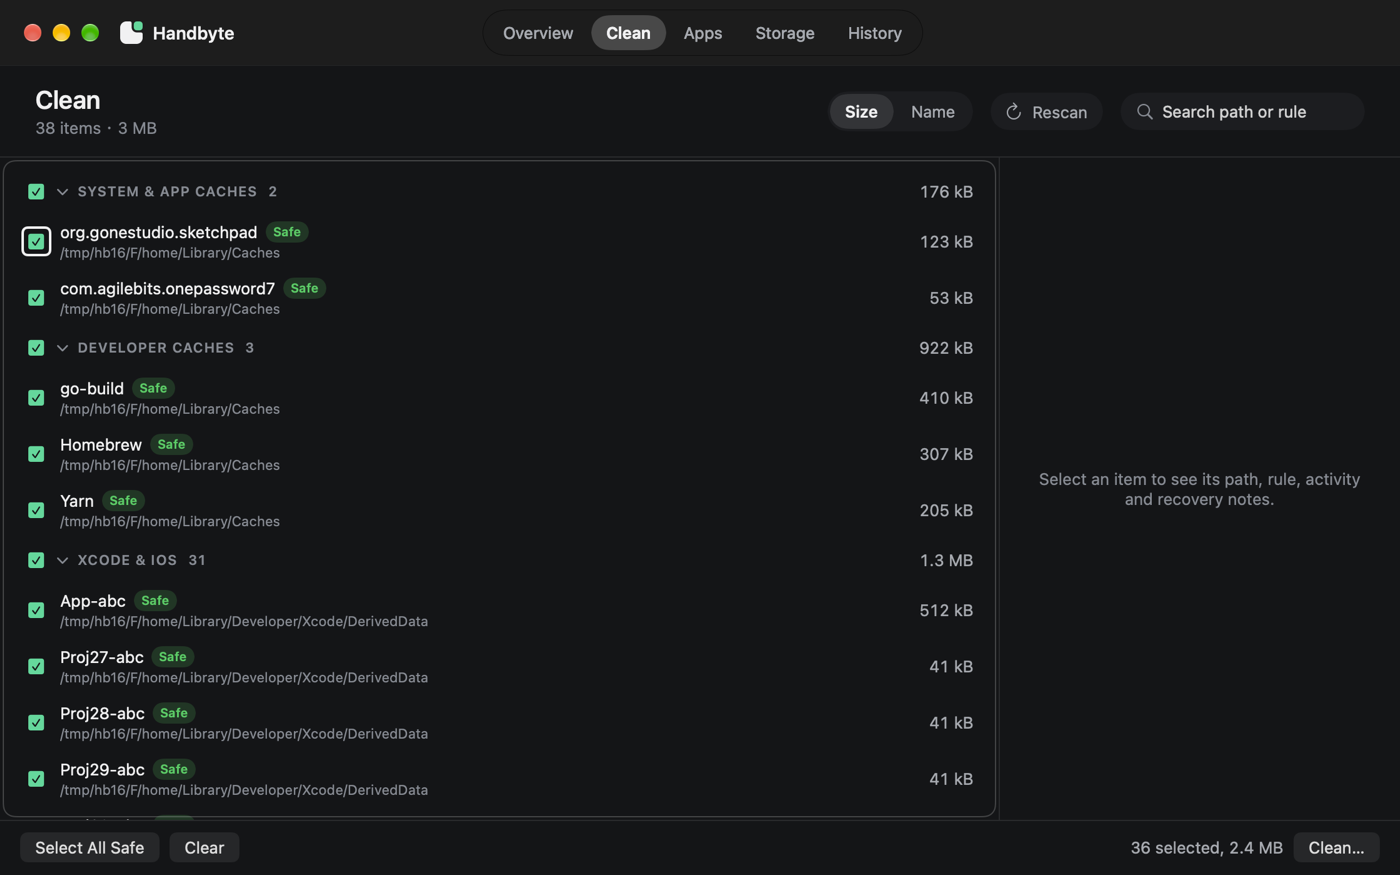 Handbyte
Overview
Clean
Apps
Storage
History
Clean
38 items · 3 MB
Size
Name
Rescan
Search path or rule
SYSTEM & APP CACHES 2
176 kB
org.gonestudio.sketchpad Safe
/tmp/hb16/F/home/Library/Caches
123 kB
com.agilebits.onepassword7 Safe
/tmp/hb16/F/home/Library/Caches
53 kB
DEVELOPER CACHES 3
922 kB
go-build Safe
/tmp/hb16/F/home/Library/Caches
410 kB
Homebrew Safe
/tmp/hb16/F/home/Library/Caches
307 kB
Yarn Safe
/tmp/hb16/F/home/Library/Caches
205 kB
XCODE & IOS 31
1.3 MB
App-abc Safe
/tmp/hb16/F/home/Library/Developer/Xcode/DerivedData
512 kB
Proj27-abc Safe
/tmp/hb16/F/home/Library/Developer/Xcode/DerivedData
41 kB
Proj28-abc Safe
/tmp/hb16/F/home/Library/Developer/Xcode/DerivedData
41 kB
Proj29-abc Safe
/tmp/hb16/F/home/Library/Developer/Xcode/DerivedData
41 kB
Select an item to see its path, rule, activity
and recovery notes.
Select All Safe
Clear
36 selected, 2.4 MB
Clean...